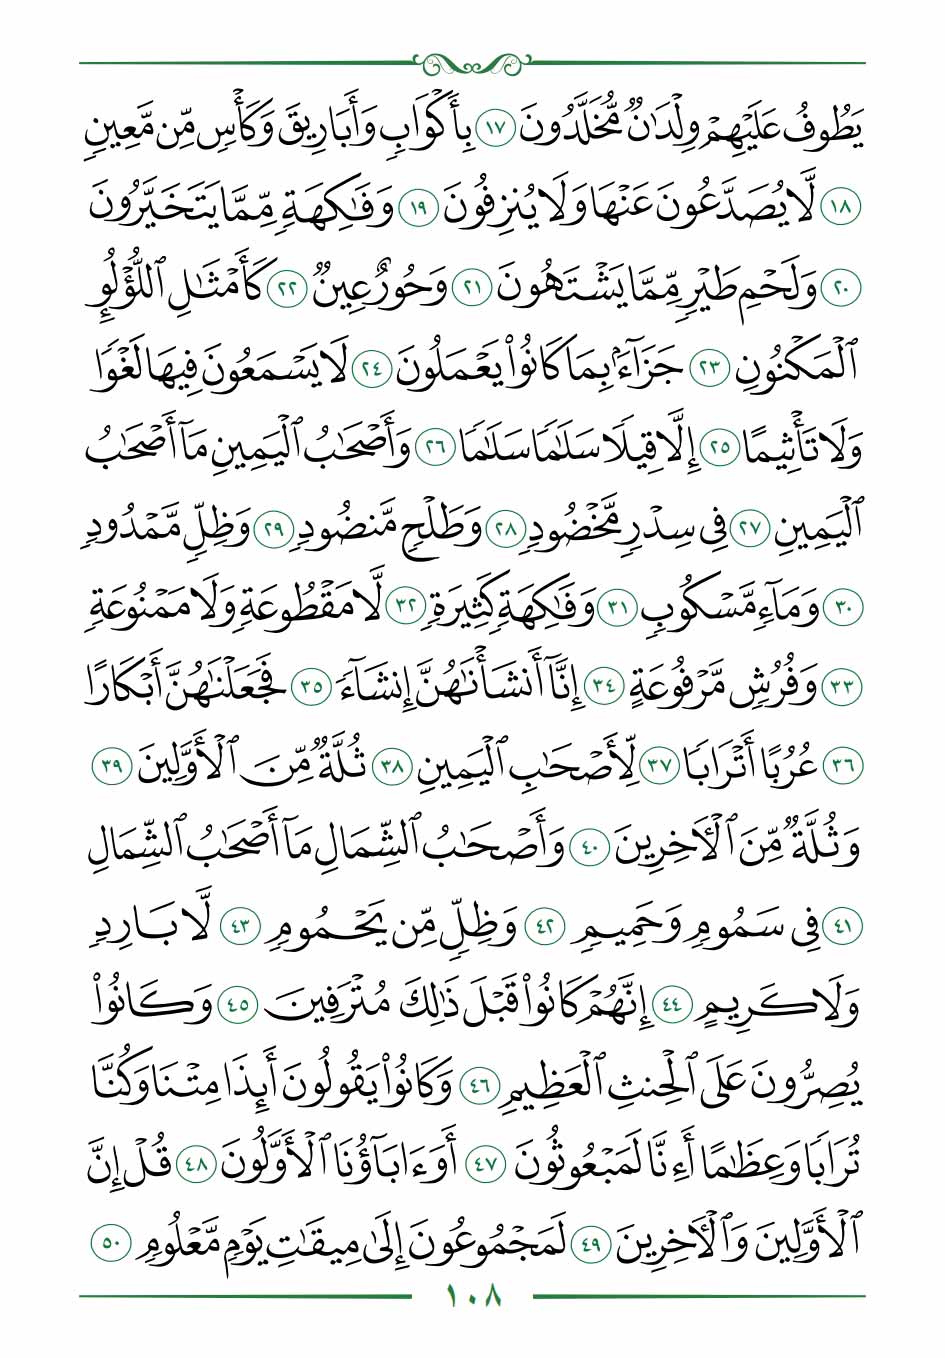 يَطُوفُ عَلَيْهِمْ وِلْدَٰنٌ مُّخَلَّدُونَ ١٧ بِأَكْوَابٍ وَأَبَارِيقَ وَكَأْسٍ مِّن مَّعِينٍ
١٨ لَّا يُصَدَّعُونَ عَنْهَا وَلَا يُنزِفُونَ ١٩ وَفَٰكِهَةٍ مِّمَّا يَتَخَيَّرُونَ
٢٠ وَلَحْمِ طَيْرٍ مِّمَّا يَشْتَهُونَ ٢١ وَحُورٌ عِينٌ ٢٢ كَأَمْثَٰلِ اللُّؤْلُؤِ
ٱلْمَكْنُونِ ٢٣ جَزَآءًۢ بِمَا كَانُوا۟ يَعْمَلُونَ ٢٤ لَا يَسْمَعُونَ فِيهَا لَغْوًا
وَلَا تَأْثِيمًا ٢٥ إِلَّا قِيلًا سَلَٰمًا سَلَٰمًا ٢٦ وَأَصْحَٰبُ ٱلْيَمِينِ مَآ أَصْحَٰبُ
ٱلْيَمِينِ ٢٧ فِى سِدْرٍ مَّخْضُودٍ ٢٨ وَطَلْحٍ مَّنضُودٍ ٢٩ وَظِلٍّ مَّمْدُودٍ
٣٠ وَمَآءٍ مَّسْكُوبٍ ٣١ وَفَٰكِهَةٍ كَثِيرَةٍ ٣٢ لَّا مَقْطُوعَةٍ وَلَا مَمْنُوعَةٍ
٣٣ وَفُرُشٍ مَّرْفُوعَةٍ ٣٤ إِنَّآ أَنشَأْنَٰهُنَّ إِنشَآءً ٣٥ فَجَعَلْنَٰهُنَّ أَبْكَارًا
٣٦ عُرُبًا أَتْرَابًا ٣٧ لِّأَصْحَٰبِ ٱلْيَمِينِ ٣٨ ثُلَّةٌ مِّنَ ٱلْأَوَّلِينَ ٣٩
وَثُلَّةٌ مِّنَ ٱلْـَٔاخِرِينَ ٤٠ وَأَصْحَٰبُ ٱلشِّمَالِ مَآ أَصْحَٰبُ ٱلشِّمَالِ
٤١ فِى سَمُومٍ وَحَمِيمٍ ٤٢ وَظِلٍّ مِّن يَحْمُومٍ ٤٣ لَّا بَارِدٍ
وَلَا كَرِيمٍ ٤٤ إِنَّهُمْ كَانُوا۟ قَبْلَ ذَٰلِكَ مُتْرَفِينَ ٤٥ وَكَانُوا۟
يُصِرُّونَ عَلَى ٱلْحِنثِ ٱلْعَظِيمِ ٤٦ وَكَانُوا۟ يَقُولُونَ أَئِذَا مِتْنَا وَكُنَّا
تُرَابًا وَعِظَٰمًا أَءِنَّا لَمَبْعُوثُونَ ٤٧ أَوَءَابَآؤُنَا ٱلْأَوَّلُونَ ٤٨ قُلْ إِنَّ
ٱلْأَوَّلِينَ وَٱلْـَٔاخِرِينَ ٤٩ لَمَجْمُوعُونَ إِلَىٰ مِيقَٰتِ يَوْمٍ مَّعْلُومٍ ٥٠
١٠٨